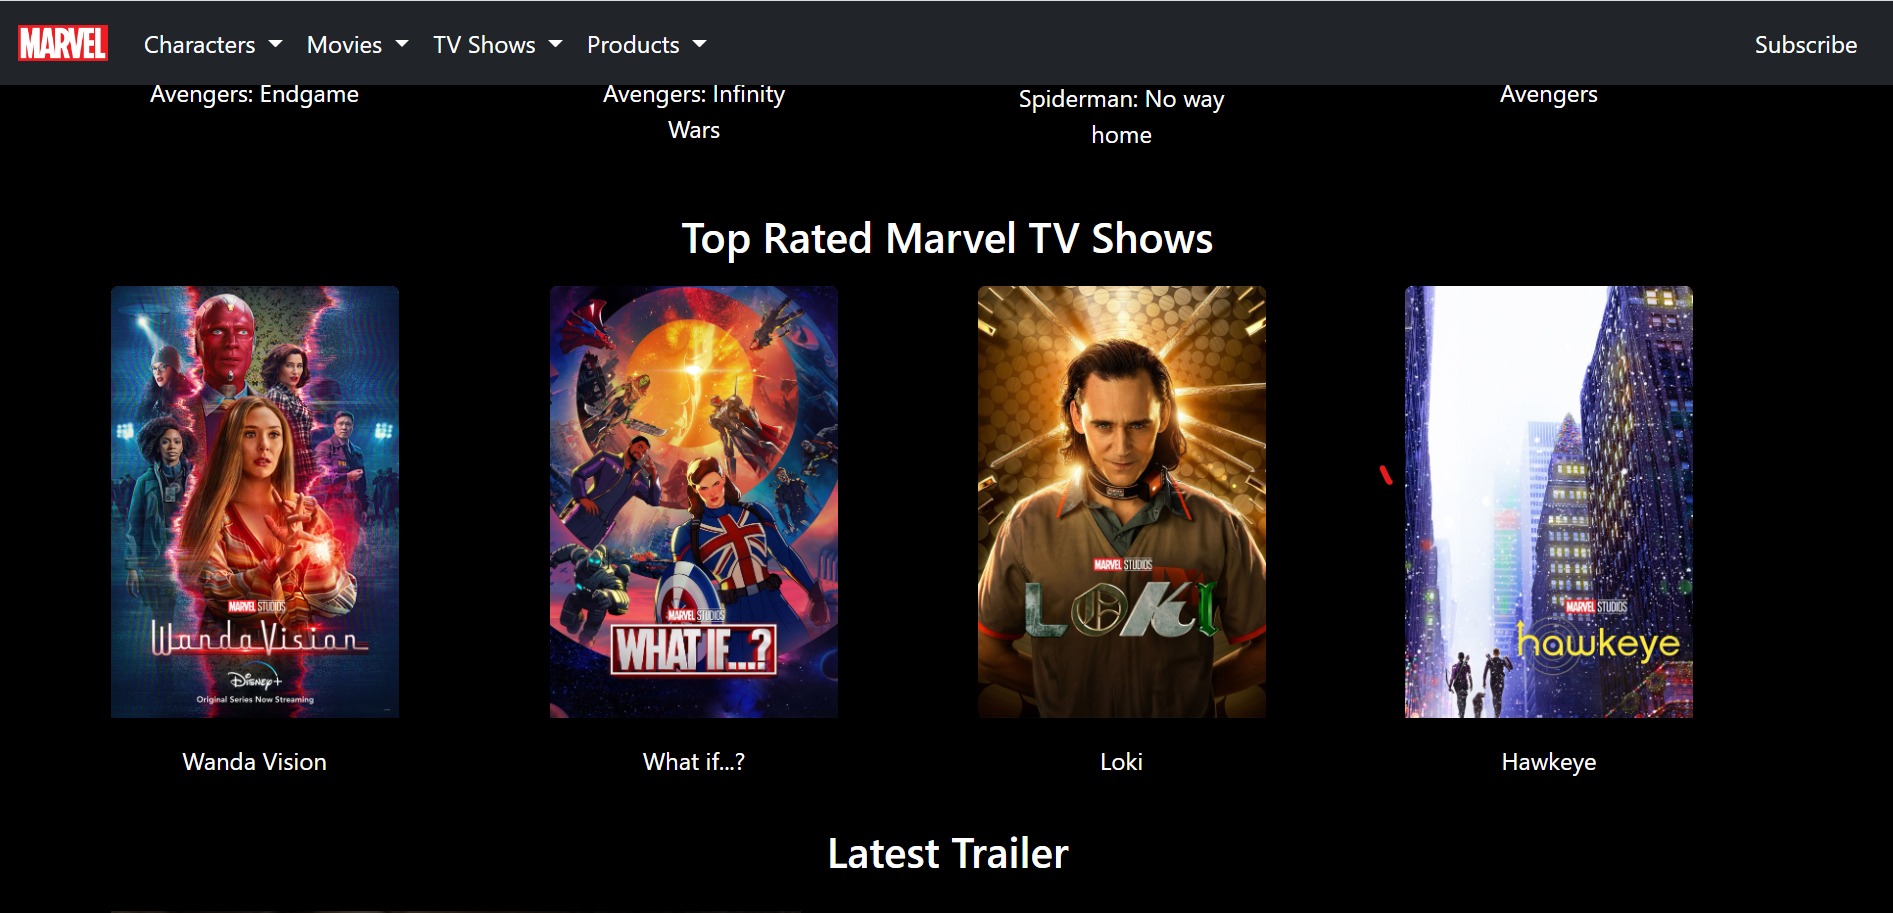 MARVEL Characters Movies TV Shows Products Subscribe
Avengers: Endgame
Avengers: Infinity
Wars
Spiderman: No way
home
Avengers
Top Rated Marvel TV Shows
MARVEL STUDIOS
WandaVision
Disney+
Original Series Now Streaming
MARVEL STUDIOS
WHAT IF...?
MARVEL STUDIOS
LOKI
MARVEL STUDIOS
hawkeye
Wanda Vision
What if...?
Loki
Hawkeye
Latest Trailer